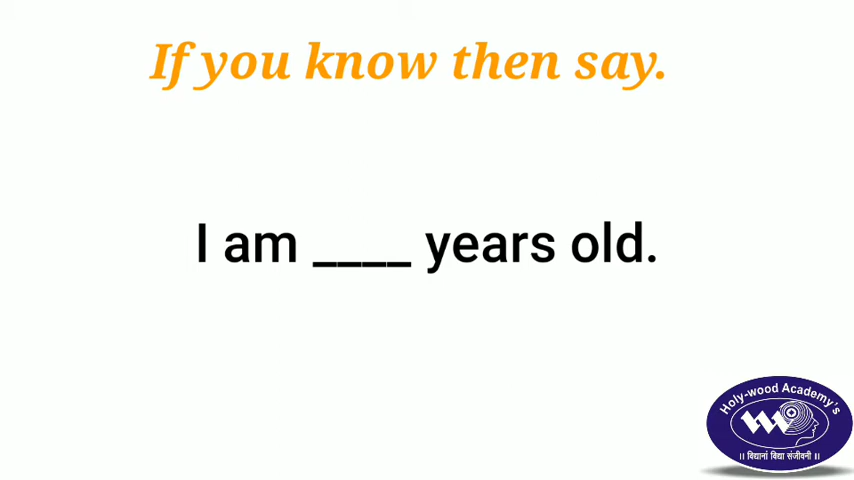 If you know then say.
I am ____ years old.
Holy-wood Academy's
॥ विद्यानां विद्या संजीवनी ॥